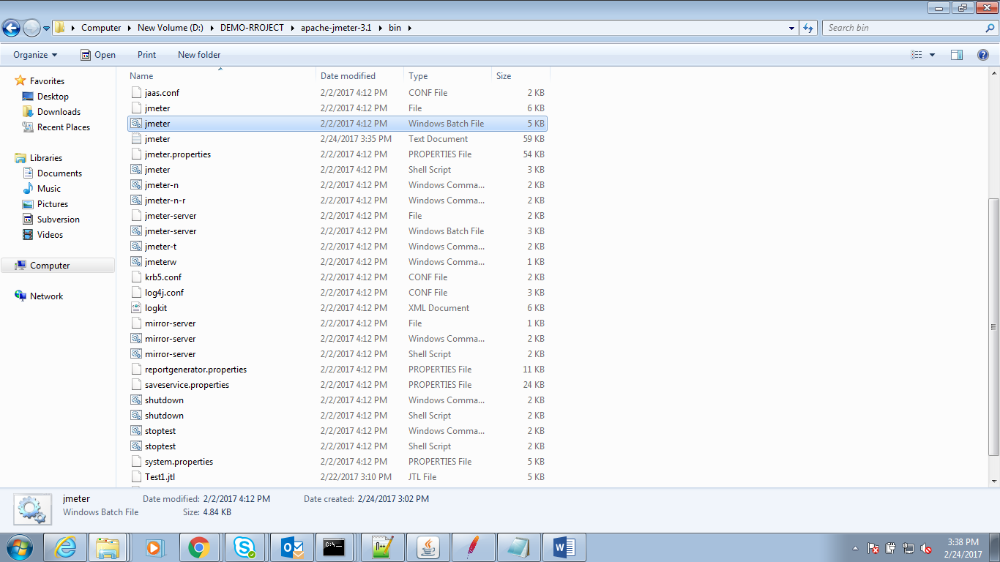 Computer New Volume (D:) DEMO-RROJECT apache-jmeter-3.1 bin Search bin
Organize Open Print New folder
Favorites
Desktop
Downloads
Recent Places
Libraries
Documents
Music
Pictures
Subversion
Videos
Computer
Network
Name Date modified Type Size
jaas.conf 2/2/2017 4:12 PM CONF File 2 KB
jmeter 2/2/2017 4:12 PM File 6 KB
jmeter 2/2/2017 4:12 PM Windows Batch File 5 KB
jmeter 2/24/2017 3:35 PM Text Document 59 KB
jmeter.properties 2/2/2017 4:12 PM PROPERTIES File 54 KB
jmeter 2/2/2017 4:12 PM Shell Script 3 KB
jmeter-n 2/2/2017 4:12 PM Windows Comma... 2 KB
jmeter-n-r 2/2/2017 4:12 PM Windows Comma... 2 KB
jmeter-server 2/2/2017 4:12 PM File 2 KB
jmeter-server 2/2/2017 4:12 PM Windows Batch File 3 KB
jmeter-t 2/2/2017 4:12 PM Windows Comma... 2 KB
jmeterw 2/2/2017 4:12 PM Windows Comma... 1 KB
krb5.conf 2/2/2017 4:12 PM CONF File 2 KB
log4j.conf 2/2/2017 4:12 PM CONF File 3 KB
logkit 2/2/2017 4:12 PM XML Document 6 KB
mirror-server 2/2/2017 4:12 PM File 1 KB
mirror-server 2/2/2017 4:12 PM Windows Comma... 2 KB
mirror-server 2/2/2017 4:12 PM Shell Script 2 KB
reportgenerator.properties 2/2/2017 4:12 PM PROPERTIES File 11 KB
saveservice.properties 2/2/2017 4:12 PM PROPERTIES File 24 KB
shutdown 2/2/2017 4:12 PM Windows Comma... 2 KB
shutdown 2/2/2017 4:12 PM Shell Script 2 KB
stoptest 2/2/2017 4:12 PM Windows Comma... 2 KB
stoptest 2/2/2017 4:12 PM Shell Script 2 KB
system.properties 2/2/2017 4:12 PM PROPERTIES File 5 KB
Test1.jtl 2/22/2017 3:10 PM JTL File 5 KB
jmeter Date modified: 2/2/2017 4:12 PM Date created: 2/24/2017 3:02 PM
Windows Batch File Size: 4.84 KB
3:38 PM
2/24/2017